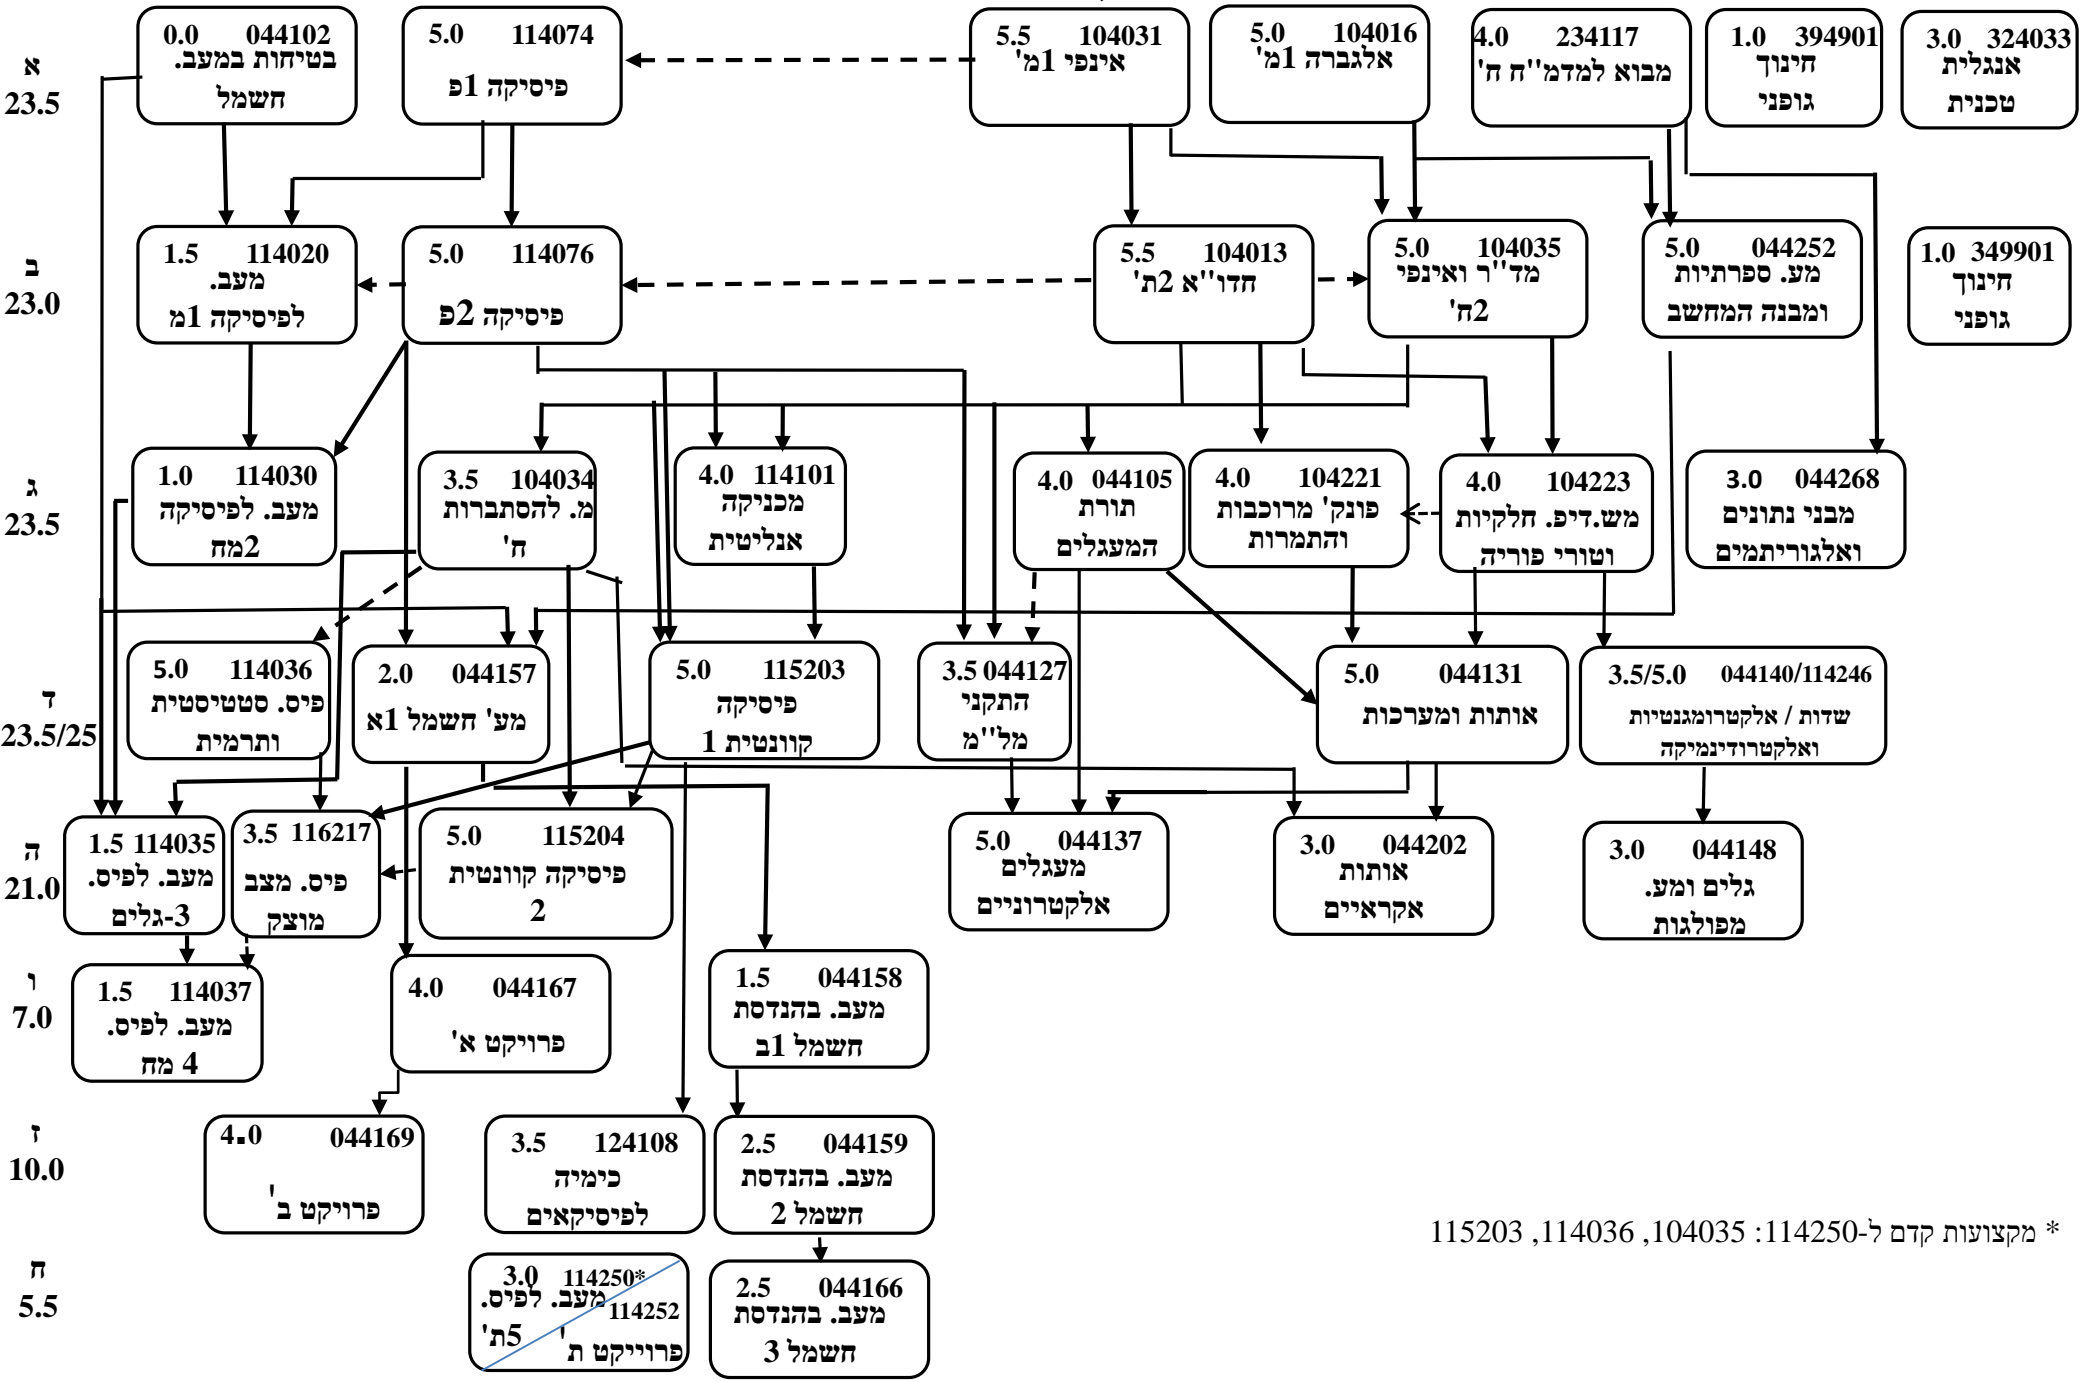 א
23.5
0.0 044102
בטיחות במעב.
חשמל
5.0 114074
פיסיקה 1פ
5.5 104031
אינפי 1מ'
5.0 104016
אלגברה 1מ'
4.0 234117
מבוא למדמ''ח ח'
1.0 394901
חינוך
גופני
3.0 324033
אנגלית
טכנית
ב
23.0
1.5 114020
מעב.
לפיסיקה 1מ
5.0 114076
פיסיקה 2פ
5.5 104013
חדו''א 2ת'
5.0 104035
מד''ר ואינפי
2ח'
5.0 044252
מע. ספרתיות
ומבנה המחשב
1.0 349901
חינוך
גופני
ג
23.5
1.0 114030
מעב. לפיסיקה
2מח
3.5 104034
מ. להסתברות
ח'
4.0 114101
מכניקה
אנליטית
4.0 044105
תורת
המעגלים
4.0 104221
פונק' מרוכבות
והתמרות
4.0 104223
מש.דיפ. חלקיות
וטורי פוריה
3.0 044268
מבני נתונים
ואלגוריתמים
ד
23.5/25
5.0 114036
פיס. סטטיסטית
ותרמית
2.0 044157
מע' חשמל 1א
5.0 115203
פיסיקה
קוונטית 1
3.5 044127
התקני
מל''מ
5.0 044131
אותות ומערכות
3.5/5.0 044140/114246
שדות / אלקטרומגנטיות
ואלקטרודינמיקה
ה
21.0
1.5 114035
מעב. לפיס.
3-גלים
3.5 116217
פיס. מצב
מוצק
5.0 115204
פיסיקה קוונטית
2
5.0 044137
מעגלים
אלקטרוניים
3.0 044202
אותות
אקראיים
3.0 044148
גלים ומע.
מפולגות
ו
7.0
1.5 114037
מעב. לפיס.
4 מח
4.0 044167
פרויקט א'
1.5 044158
מעב. בהנדסת
חשמל 1ב
ז
10.0
4.0 044169
פרויקט ב'
3.5 124108
כימיה
לפיסיקאים
2.5 044159
מעב. בהנדסת
חשמל 2
* מקצועות קדם ל-114250: 104035, 114036, 115203
ח
5.5
3.0 114250*
מעב. לפיס.
5ת'
114252
פרוייקט ת'
2.5 044166
מעב. בהנדסת
חשמל 3